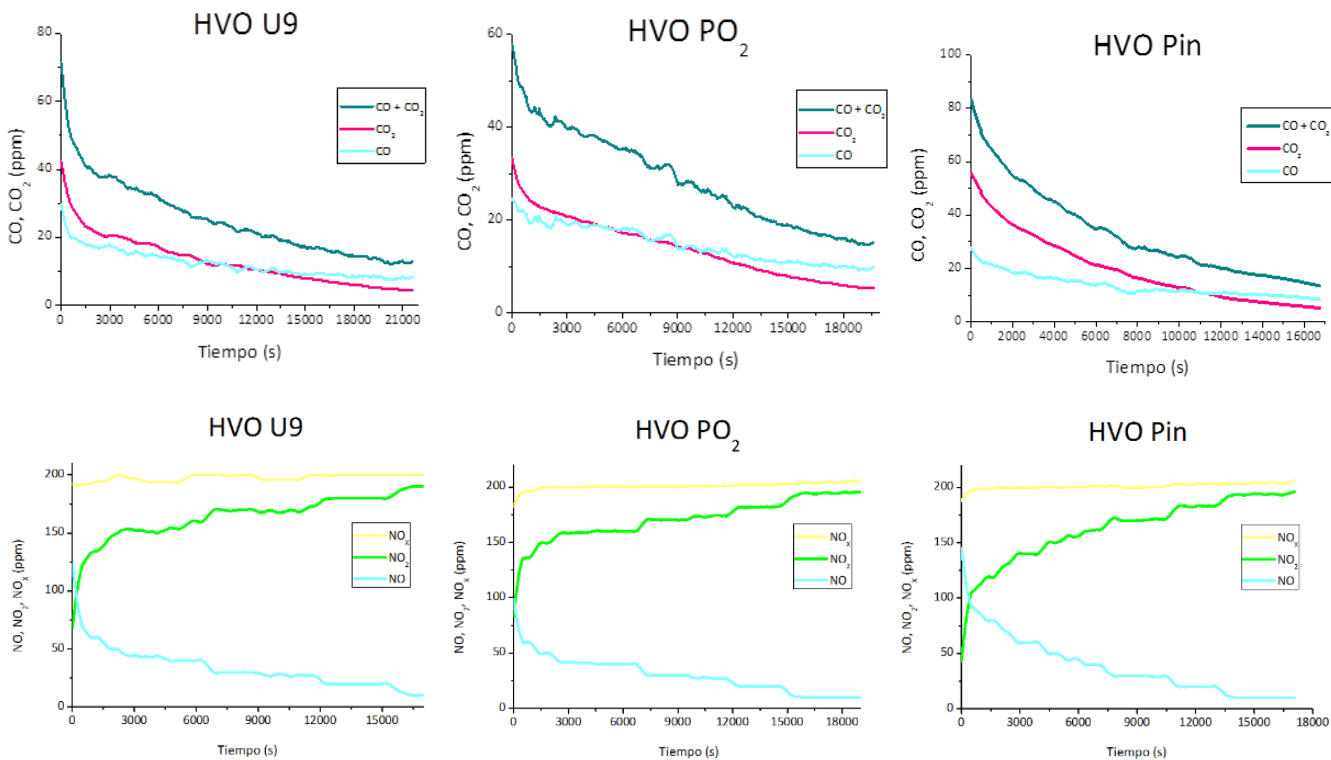 HVO U9
80
60
40
20
0
CO, CO₂ (ppm)
CO + CO₂
CO₂
CO
0 3000 6000 9000 12000 15000 18000 21600
Tiempo (s)
HVO PO₂
60
40
20
0
CO, CO₂ (ppm)
CO + CO₂
CO₂
CO
0 3000 6000 9000 12000 15000 18000
Tiempo (s)
HVO Pin
100
80
60
40
20
0
CO, CO₂ (ppm)
CO + CO₂
CO₂
CO
0 2000 4000 6000 8000 10000 12000 14000 16000
Tiempo (s)
HVO U9
200
150
100
50
0
NO, NO₂, NOₓ (ppm)
NOₓ
NO₂
NO
0 3000 6000 9000 12000 15000
Tiempo (s)
HVO PO₂
200
150
100
50
0
NO, NO₂, NOₓ (ppm)
NOₓ
NO₂
NO
0 3000 6000 9000 12000 15000 18000
Tiempo (s)
HVO Pin
200
150
100
50
0
NO, NO₂, NOₓ (ppm)
NOₓ
NO₂
NO
0 3000 6000 9000 12000 15000 18000
Tiempo (s)